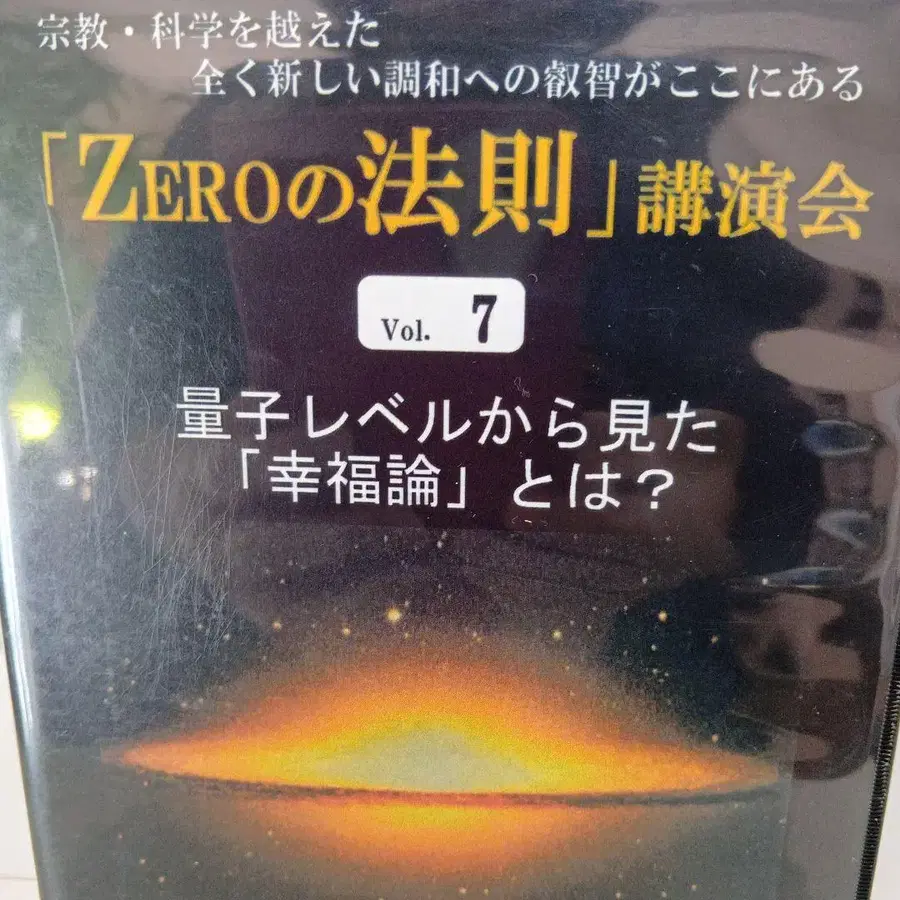 宗教・科学を越えた
全く新しい調和への叡智がここにある
「ZEROの法則」講演会
Vol. 7
量子レベルから見た
「幸福論」とは?